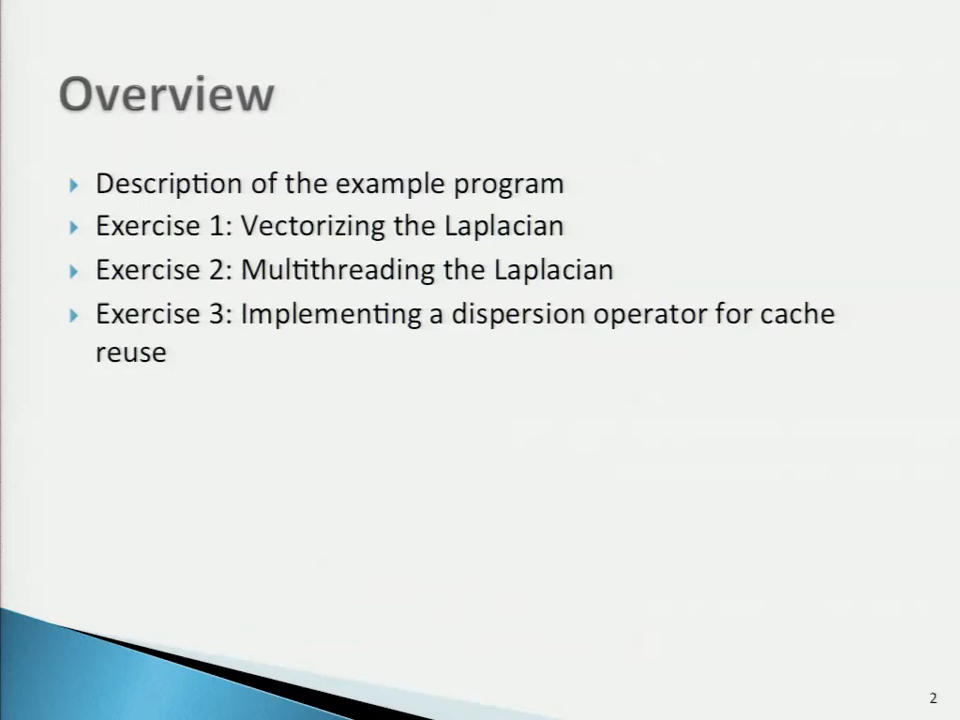 Overview
Description of the example program
Exercise 1: Vectorizing the Laplacian
Exercise 2: Multithreading the Laplacian
Exercise 3: Implementing a dispersion operator for cache
reuse
2